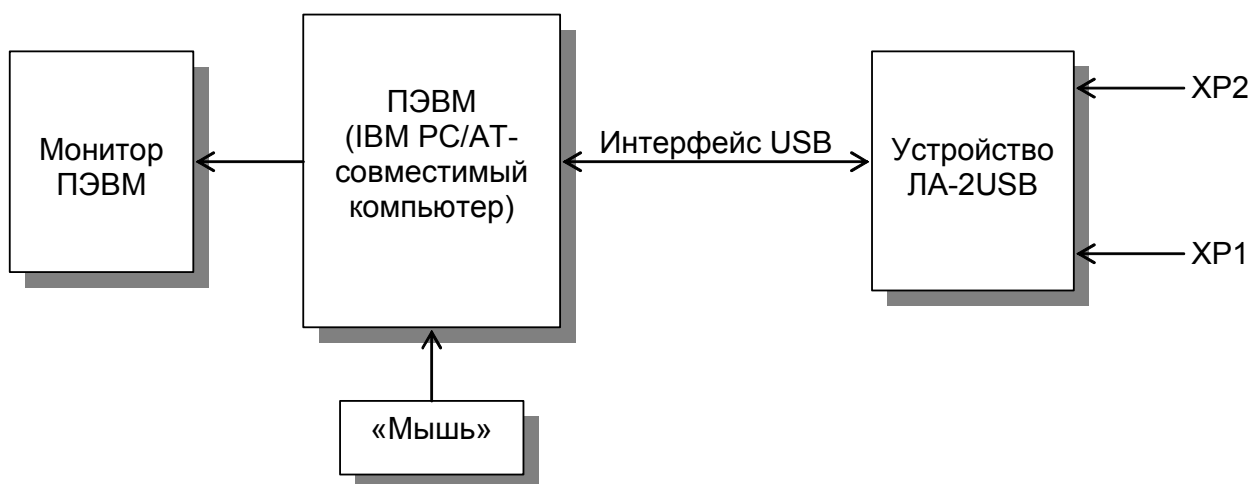 Монитор
ПЭВМ
ПЭВМ
(IBM PC/AT-
совместимый
компьютер)
Интерфейс USB
Устройство
ЛА-2USB
XP2
XP1
«Мышь»